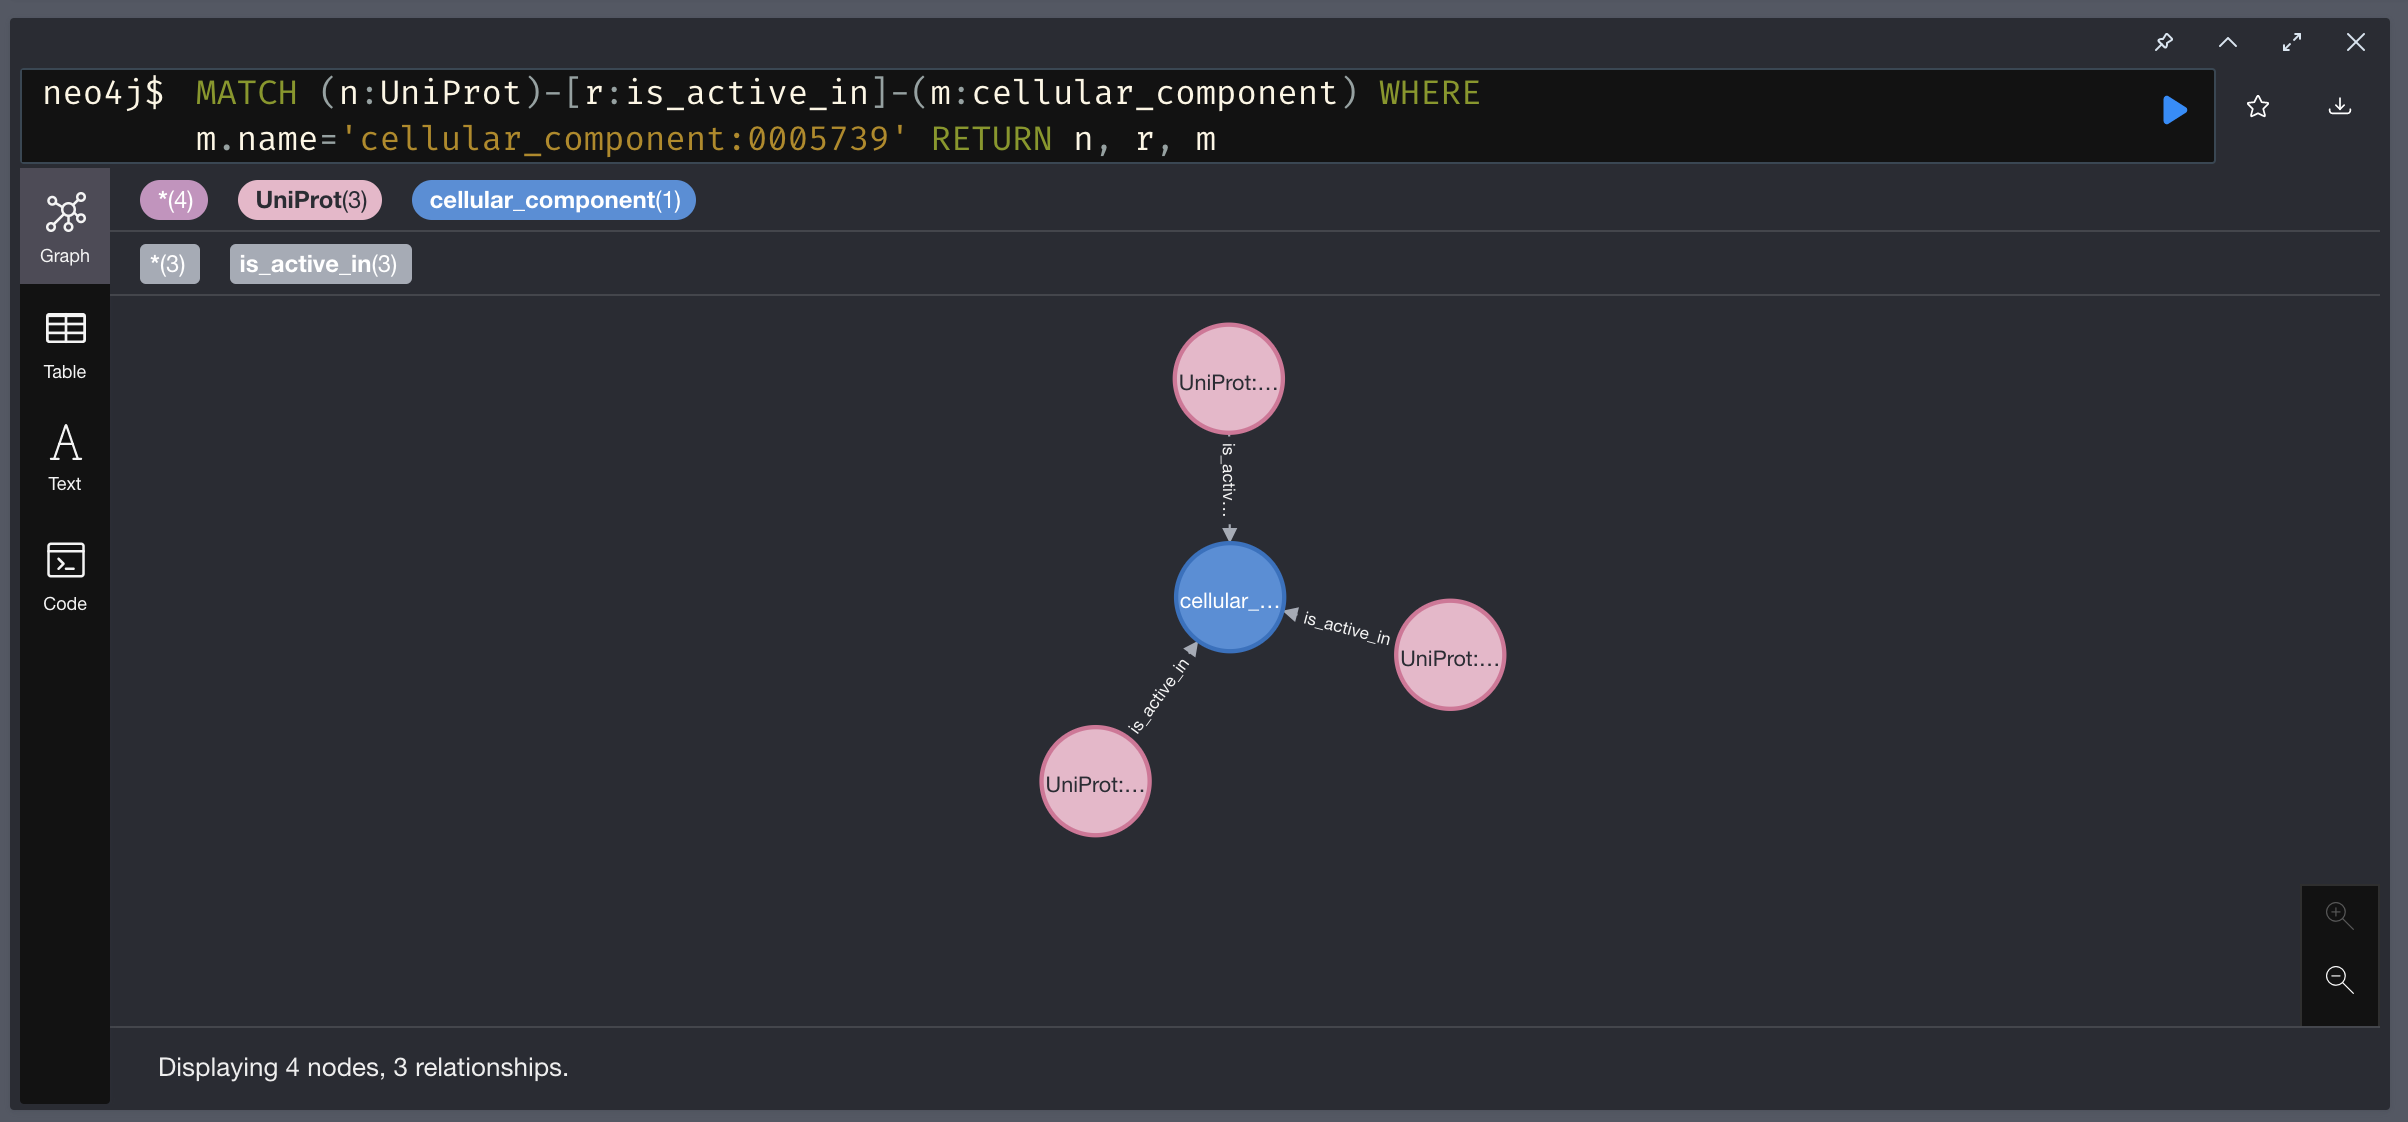 neo4j$ MATCH (n:UniProt)-[r:is_active_in]-(m:cellular_component) WHERE
m.name='cellular_component:0005739' RETURN n, r, m
*(4) UniProt(3) cellular_component(1)
Graph
*(3) is_active_in(3)
Table
Text
Code
UniProt:...
is_activ...
cellular_...
is_active_in
UniProt:...
is_active_in
UniProt:...
Displaying 4 nodes, 3 relationships.